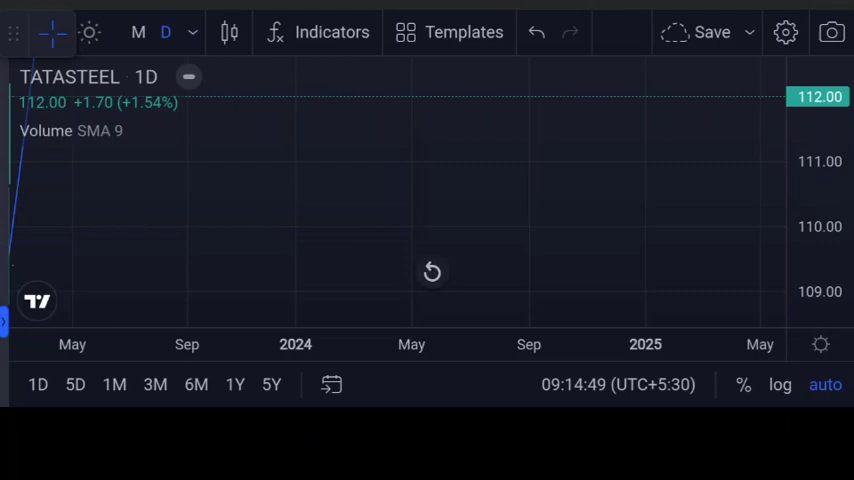 M D Indicators Templates Save
TATASTEEL · 1D
112.00 +1.70 (+1.54%)
112.00
Volume SMA 9
111.00
110.00
109.00
May Sep 2024 May Sep 2025 May
1D 5D 1M 3M 6M 1Y 5Y 09:14:49 (UTC+5:30) % log auto